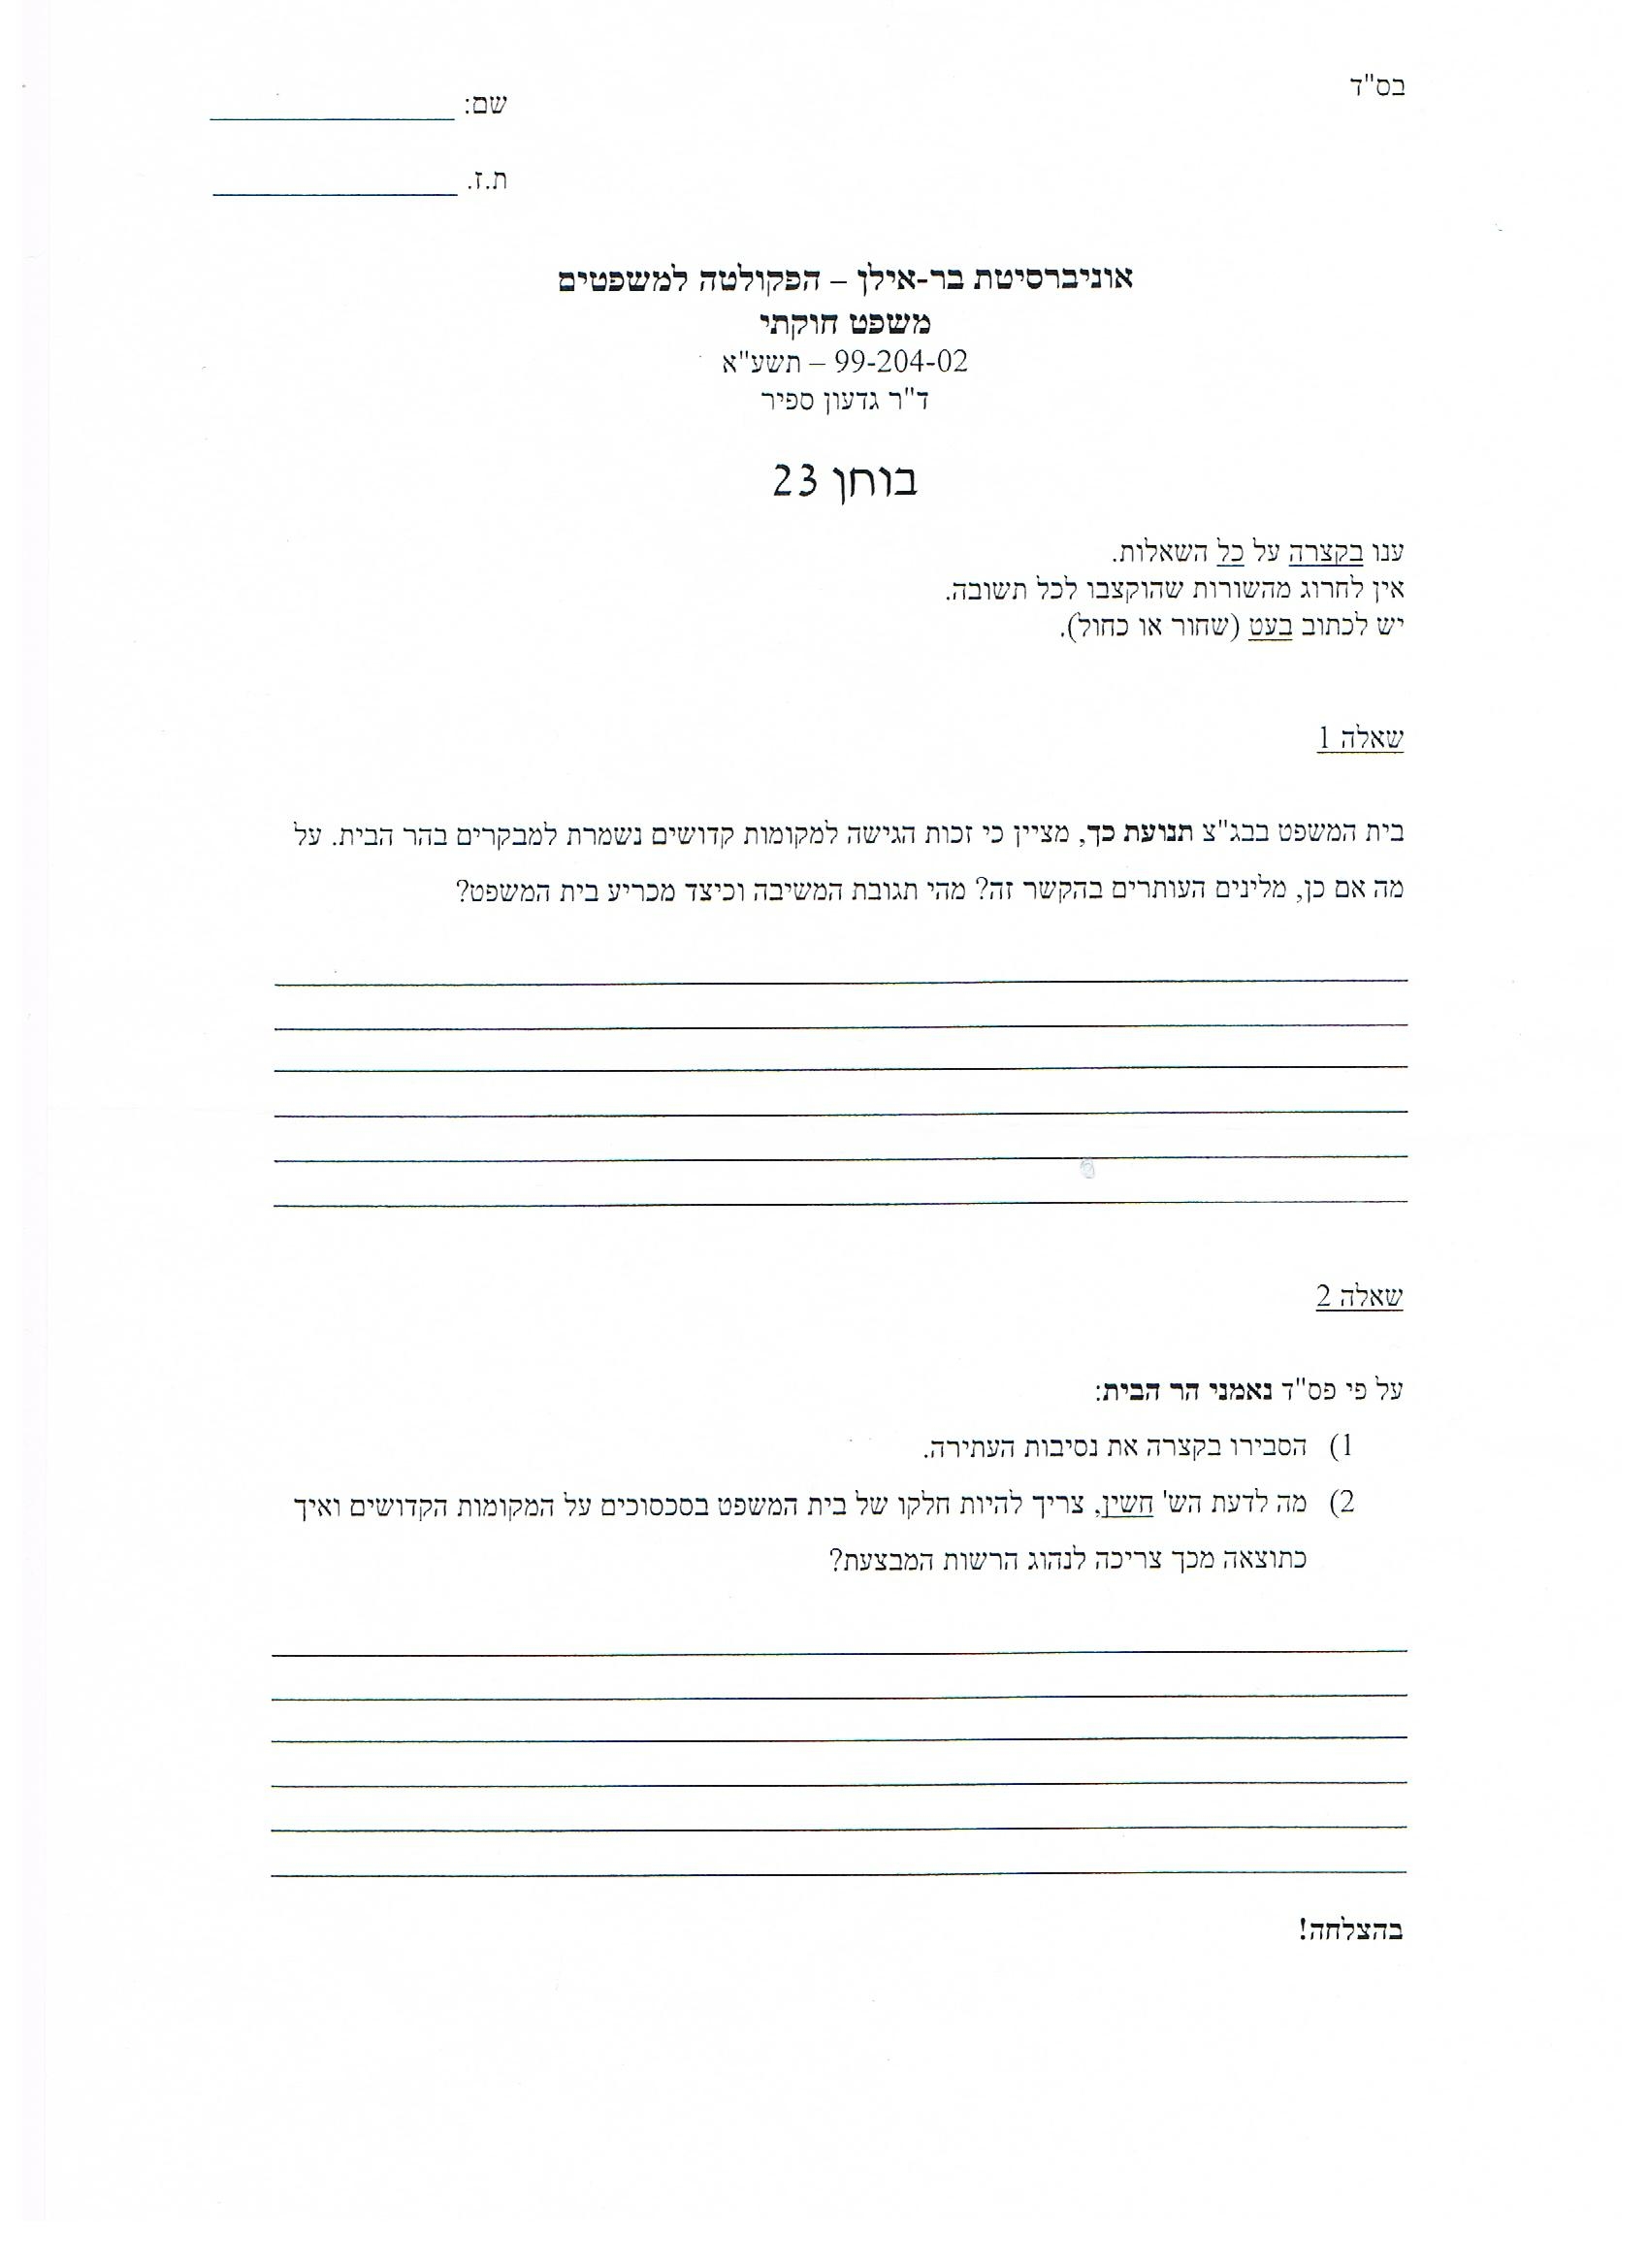 בס"ד
שם:
ת.ז.
אוניברסיטת בר-אילן – הפקולטה למשפטים
משפט חוקתי
99-204-02 – תשע"א
ד"ר גדעון ספיר
בוחן 23
ענו בקצרה על כל השאלות.
אין לחרוג מהשורות שהוקצבו לכל תשובה.
יש לכתוב בעט (שחור או כחול).
שאלה 1
בית המשפט בבג"צ תנועת כך, מציין כי זכות הגישה למקומות קדושים נשמרת למבקרים בהר הבית. על
מה אם כן, מלינים העותרים בהקשר זה? מהי תגובת המשיבה וכיצד מכריע בית המשפט?
שאלה 2
על פי פס"ד נאמני הר הבית:
1) הסבירו בקצרה את נסיבות העתירה.
2) מה לדעת הש' חשין, צריך להיות חלקו של בית המשפט בסכסוכים על המקומות הקדושים ואיך
כתוצאה מכך צריכה לנהוג הרשות המבצעת?
בהצלחה!